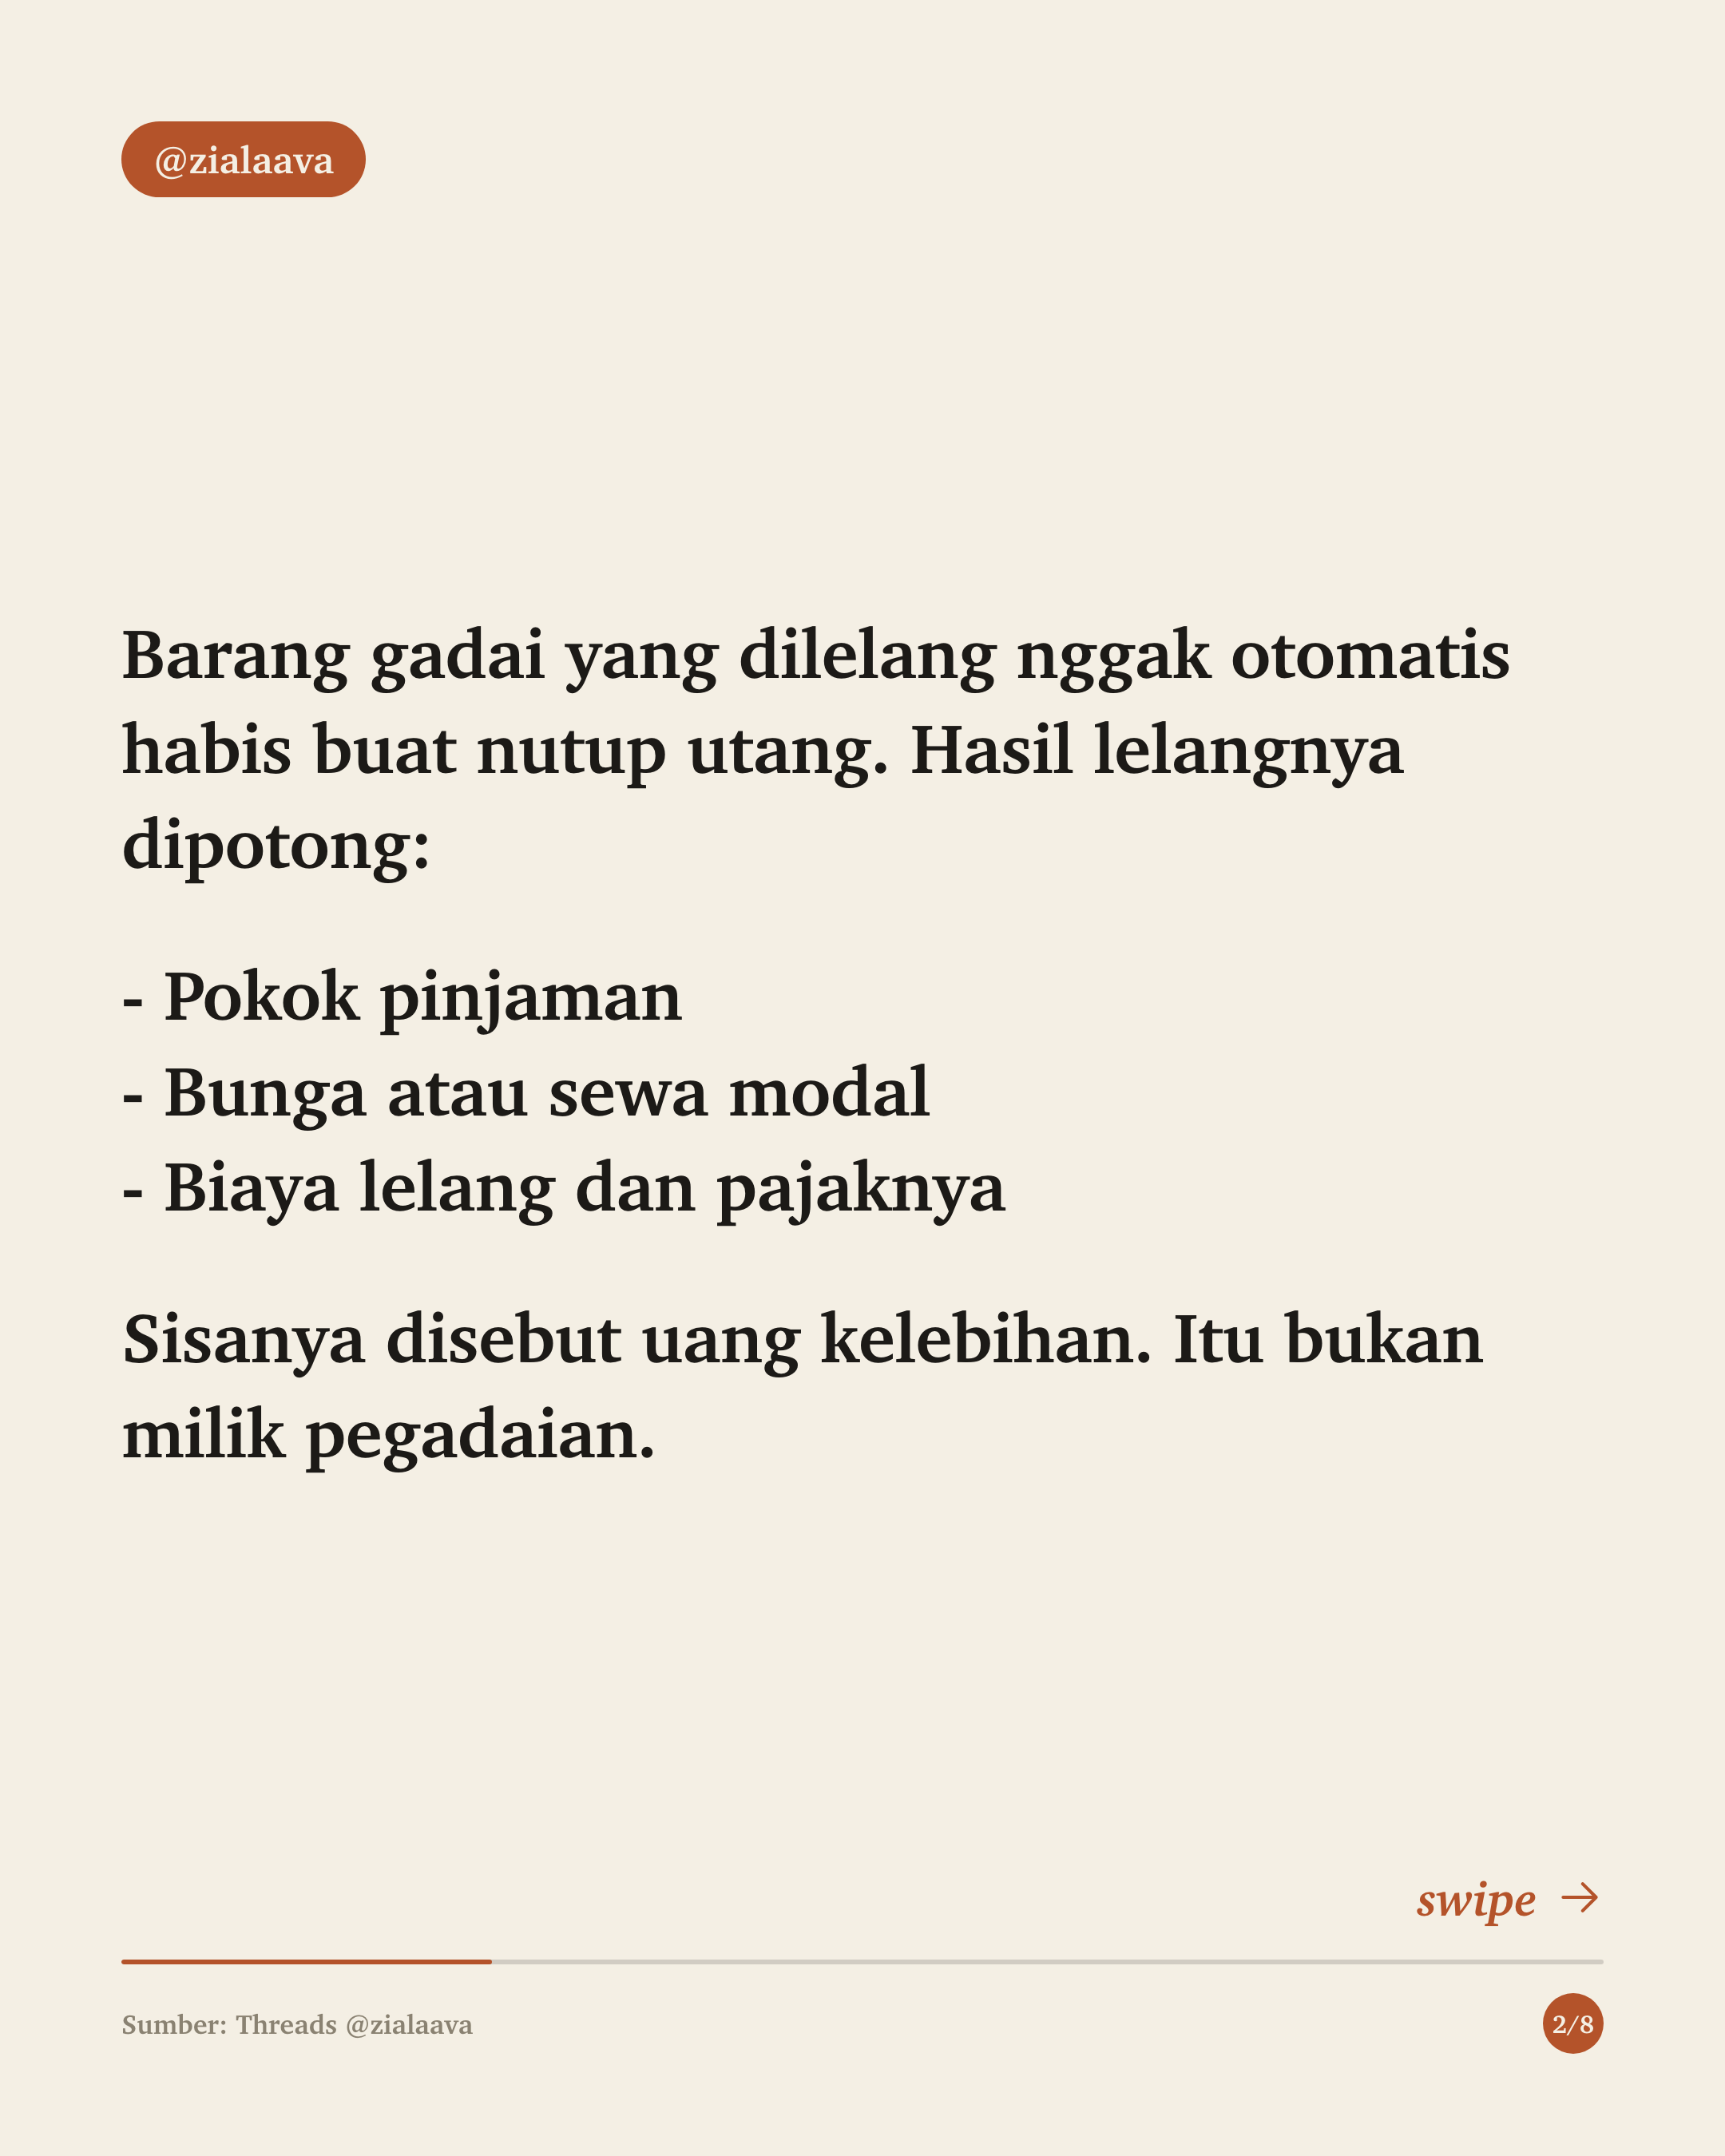 @zialaava
Barang gadai yang dilelang nggak otomatis
habis buat nutup utang. Hasil lelangnya
dipotong:
- Pokok pinjaman
- Bunga atau sewa modal
- Biaya lelang dan pajaknya
Sisanya disebut uang kelebihan. Itu bukan
milik pegadaian.
swipe →
Sumber: Threads @zialaava
2/8